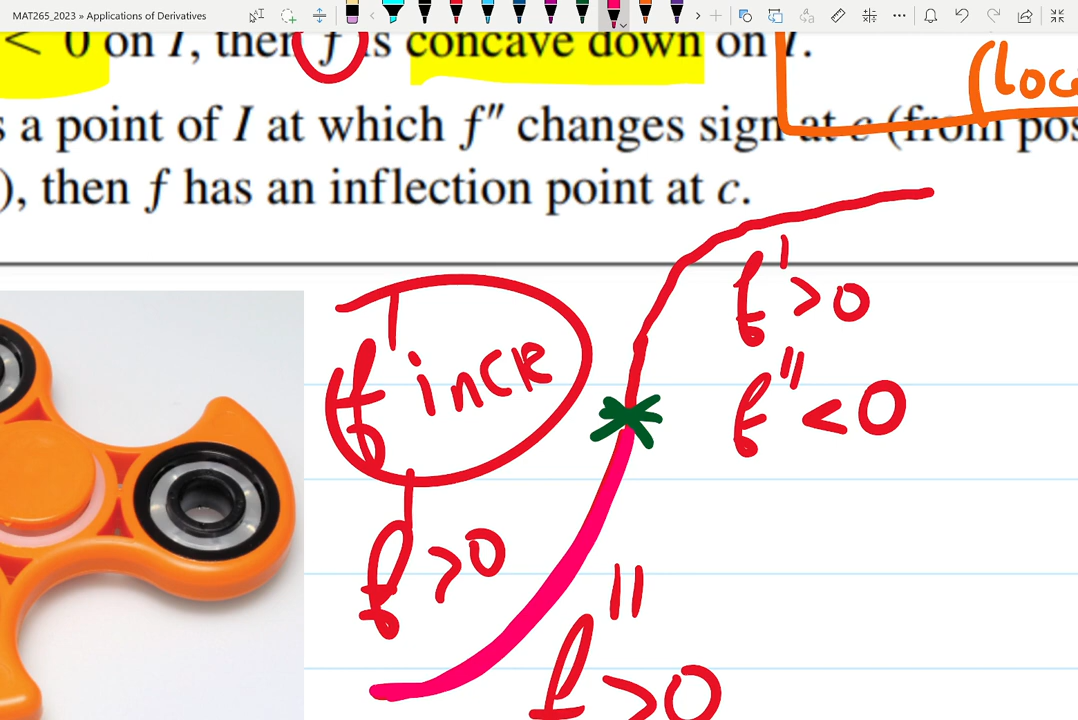 MAT265_2023 » Applications of Derivatives
< 0 on I, then f is concave down on I.
(loc
s a point of I at which f″ changes sign at c (from pos
), then f has an inflection point at c.
f' > 0
f incr
f'' < 0
f' > 0
f'' > 0